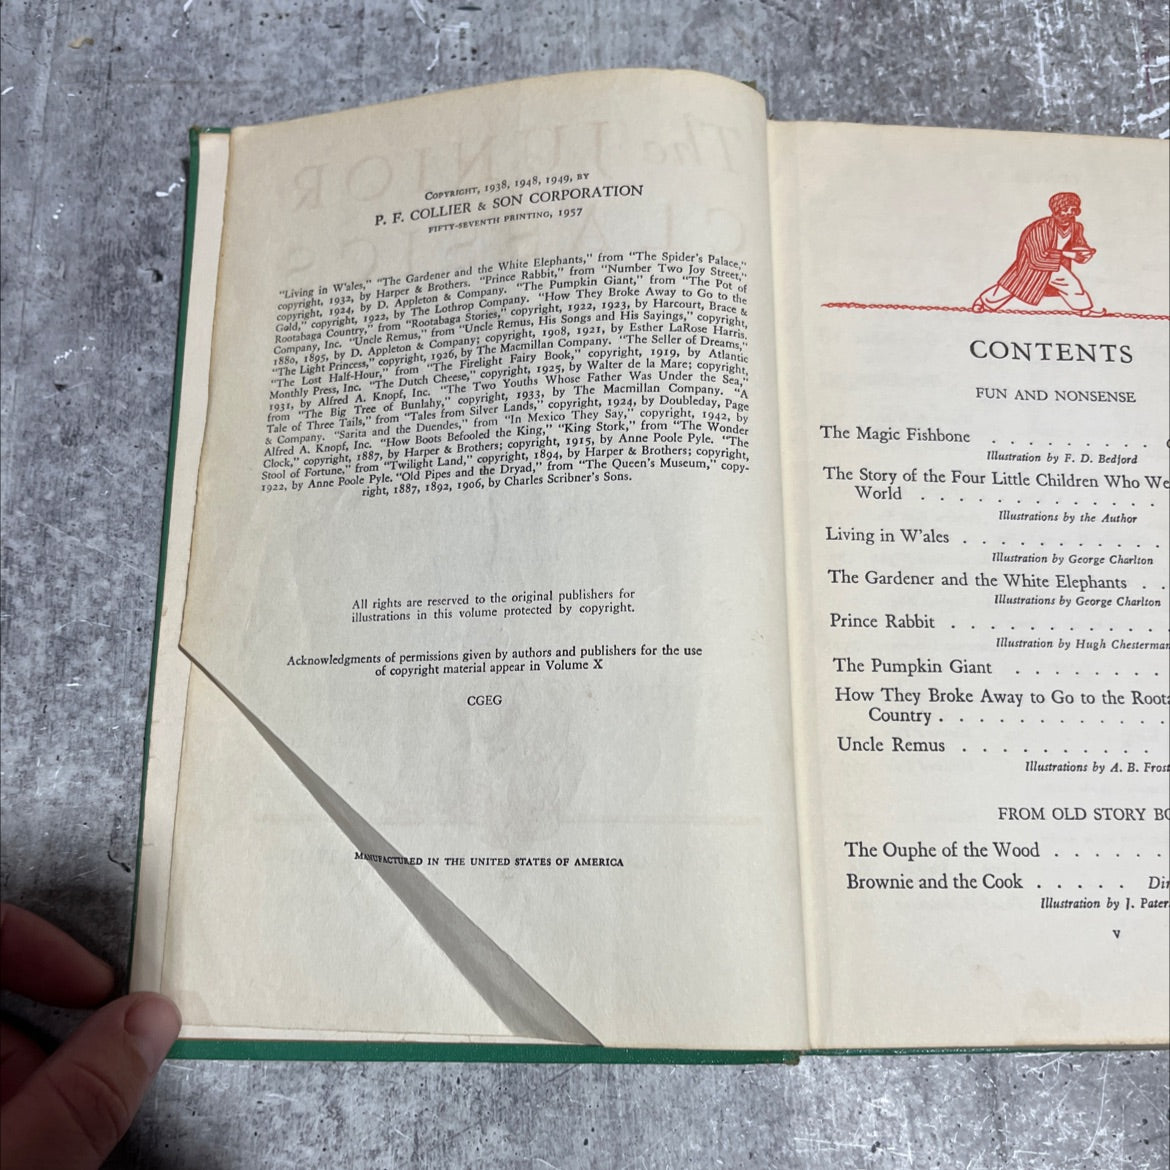 COPYRIGHT, 1938, 1948, 1949, BY
P. F. COLLIER & SON CORPORATION
FIFTY-SEVENTH PRINTING, 1957
"Living in W'ales," "The Gardener and the White Elephants," from "The Spider's Palace,"
copyright, 1932, by Harper & Brothers. "Prince Rabbit," from "Number Two Joy Street,"
copyright, 1924, by D. Appleton & Company. "The Pumpkin Giant," from "The Pot of
Gold," copyright, 1922, by The Lothrop Company. "How They Broke Away to Go to the
Rootabaga Country," from "Rootabaga Stories," copyright, 1922, 1923, by Harcourt, Brace &
Company, Inc. "Uncle Remus," from "Uncle Remus, His Songs and His Sayings," copyright,
1880, 1895, by D. Appleton & Company; copyright, 1908, 1921, by Esther LaRose Harris.
"The Light Princess," copyright, 1926, by The Macmillan Company. "The Seller of Dreams,"
"The Lost Half-Hour," from "The Firelight Fairy Book," copyright, 1919, by Atlantic
Monthly Press, Inc. "The Dutch Cheese," copyright, 1925, by Walter de la Mare; copyright,
1931, by Alfred A. Knopf, Inc. "The Two Youths Whose Father Was Under the Sea,"
from "The Big Tree of Bunlahy," copyright, 1933, by The Macmillan Company. "A
Tale of Three Tails," from "Tales from Silver Lands," copyright, 1924, by Doubleday, Page
& Company. "Sarita and the Duendes," from "In Mexico They Say," copyright, 1942, by
Alfred A. Knopf, Inc. "How Boots Befooled the King," "King Stork," from "The Wonder
Clock," copyright, 1887, by Harper & Brothers; copyright, 1915, by Anne Poole Pyle. "The
Stool of Fortune," from "Twilight Land," copyright, 1894, by Harper & Brothers; copyright,
1922, by Anne Poole Pyle. "Old Pipes and the Dryad," from "The Queen's Museum," copy-
right, 1887, 1892, 1906, by Charles Scribner's Sons.
All rights are reserved to the original publishers for
illustrations in this volume protected by copyright.
Acknowledgments of permissions given by authors and publishers for the use
of copyright material appear in Volume X
CGEG
MANUFACTURED IN THE UNITED STATES OF AMERICA
CONTENTS
FUN AND NONSENSE
The Magic Fishbone . . . . . . . .
Illustration by F. D. Bedford
The Story of the Four Little Children Who We
World . . . . . . . . . . . .
Illustrations by the Author
Living in W'ales . . . . . . . . .
Illustration by George Charlton
The Gardener and the White Elephants . .
Illustrations by George Charlton
Prince Rabbit . . . . . . . . . .
Illustration by Hugh Chesterman
The Pumpkin Giant . . . . . . .
How They Broke Away to Go to the Roota
Country . . . . . . . . . . . .
Uncle Remus . . . . . . . . .
Illustrations by A. B. Frost
FROM OLD STORY BO
The Ouphe of the Wood . . . . . .
Brownie and the Cook . . . . . Din
Illustration by J. Pater
v